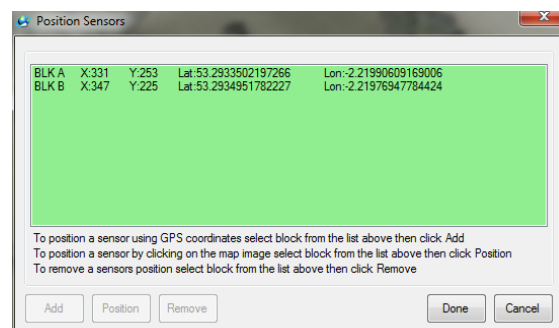 Position Sensors
BLK A X:331 Y:253 Lat:53.2933502197266 Lon:-2.21990609169006
BLK B X:347 Y:225 Lat:53.2934951782227 Lon:-2.21976947784424
To position a sensor using GPS coordinates select block from the list above then click Add
To position a sensor by clicking on the map image select block from the list above then click Position
To remove a sensors position select block from the list above then click Remove
Add Position Remove Done Cancel